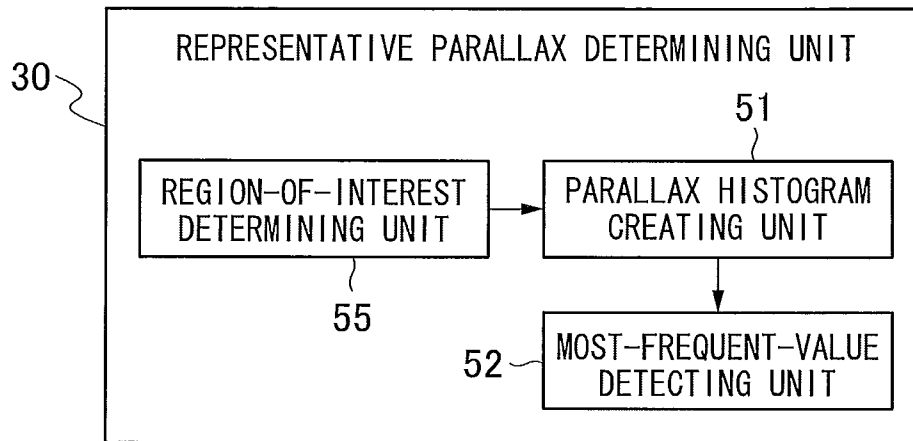 REPRESENTATIVE PARALLAX DETERMINING UNIT
30
51
REGION-OF-INTEREST
DETERMINING UNIT
PARALLAX HISTOGRAM
CREATING UNIT
55
52
MOST-FREQUENT-VALUE
DETECTING UNIT